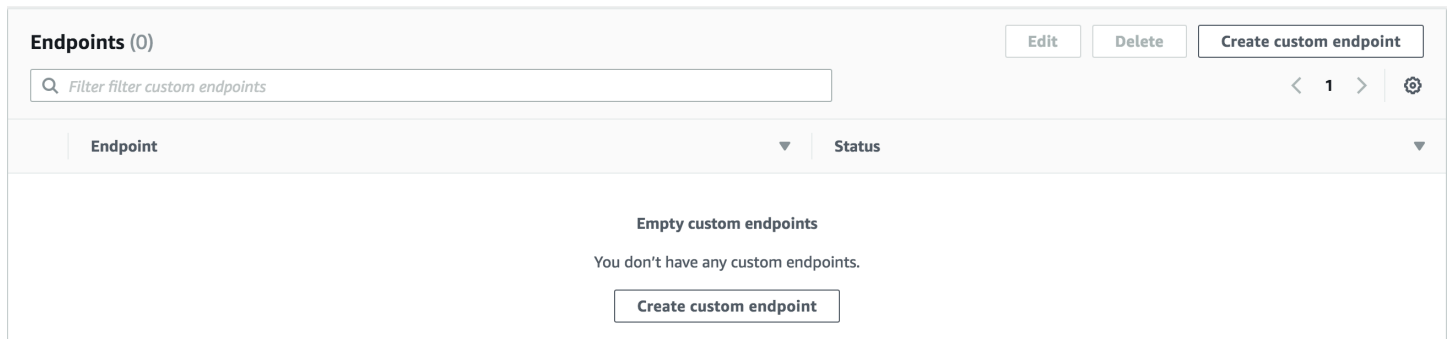 Endpoints (0)
Edit
Delete
Create custom endpoint
Filter filter custom endpoints
1
Endpoint
Status
Empty custom endpoints
You don't have any custom endpoints.
Create custom endpoint